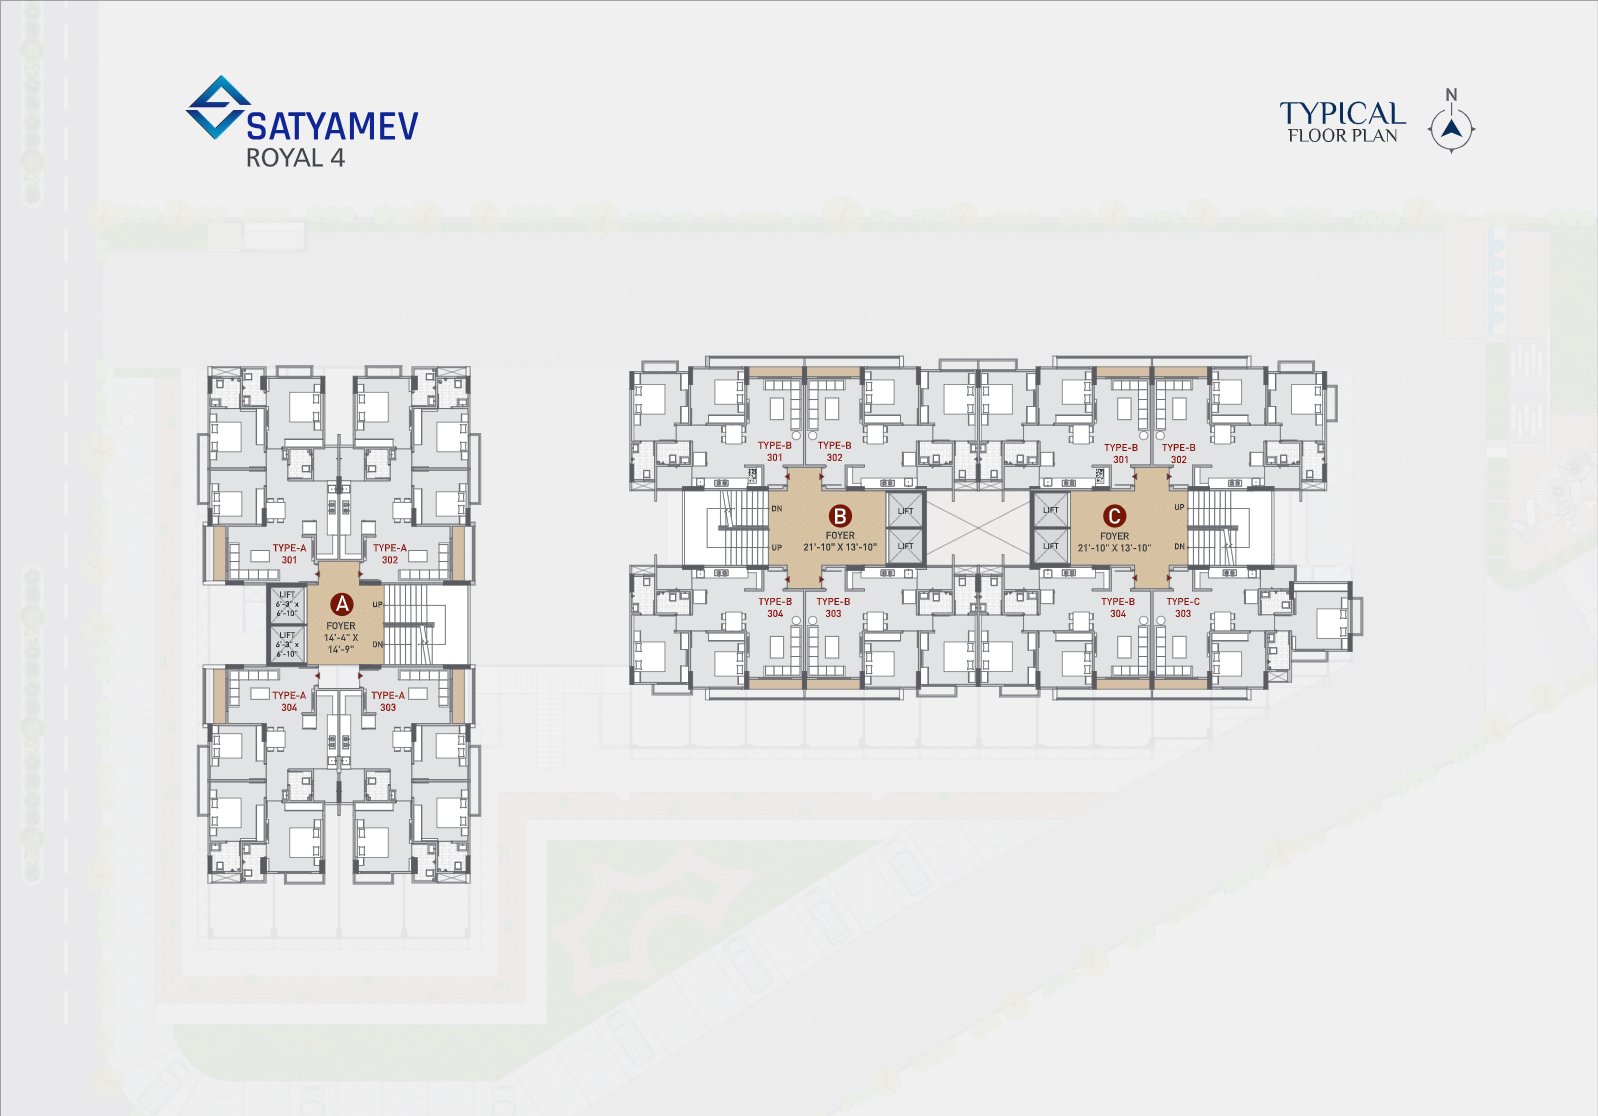 SATYAMEV
ROYAL 4
TYPICAL
FLOOR PLAN
N
TYPE-A
301
TYPE-A
302
LIFT
6'-3" x
6'-10"
LIFT
6'-3" x
6'-10"
A
FOYER
14'-4" X
14'-9"
UP
DN
TYPE-A
304
TYPE-A
303
TYPE-B
301
TYPE-B
302
DN
UP
B
FOYER
21'-10" X 13'-10"
LIFT
LIFT
TYPE-B
304
TYPE-B
303
TYPE-B
301
TYPE-B
302
LIFT
LIFT
C
FOYER
21'-10" X 13'-10"
UP
DN
TYPE-B
304
TYPE-C
303